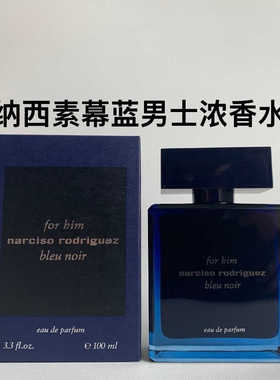 纳西素幕蓝男士浓香水
for him
narciso rodriguez
bleu noir
eau de parfum
3.3 fl.oz. ℮ 100 ml
for him
narciso rodriguez
bleu noir
eau de parfum